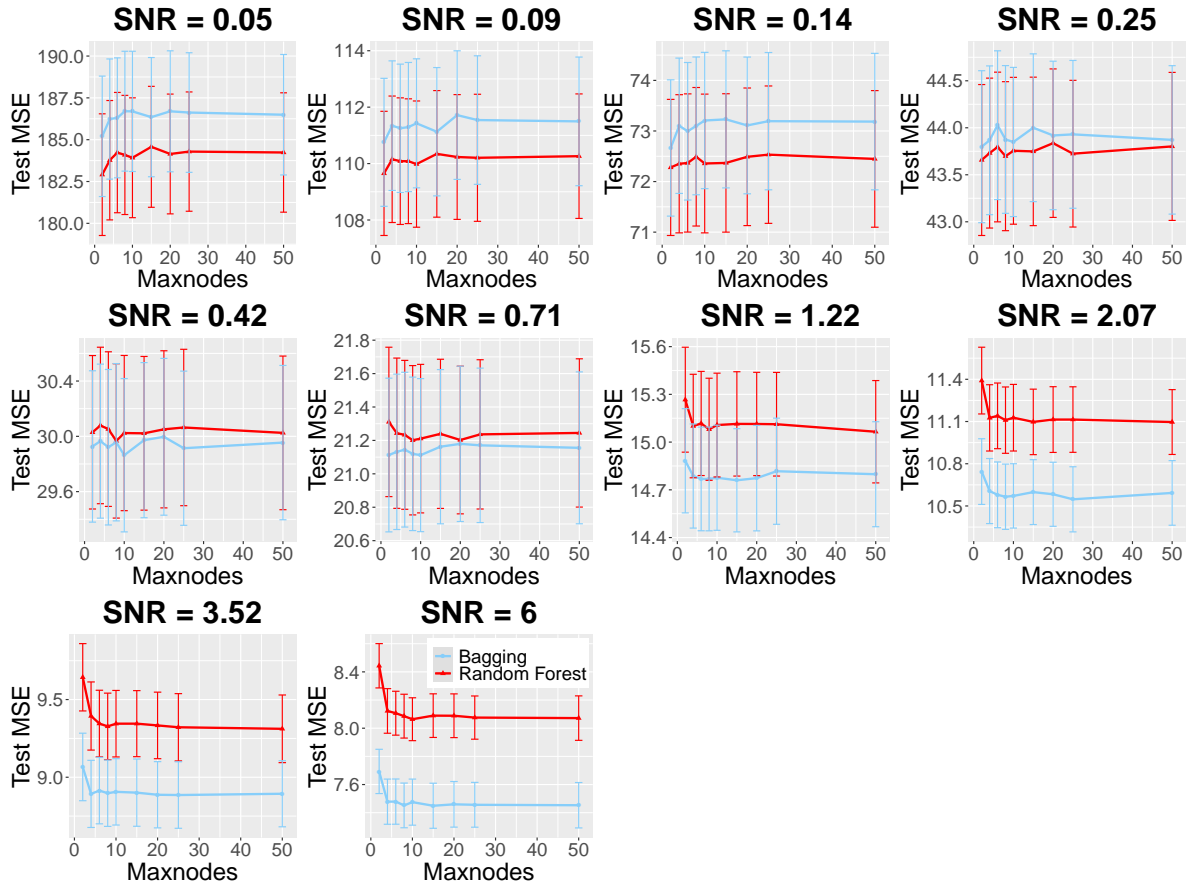 SNR = 0.05 SNR = 0.09 SNR = 0.14 SNR = 0.25
Test MSE
190.0
187.5
185.0
182.5
180.0
0 10 20 30 40 50
Maxnodes
Test MSE
114
112
110
108
0 10 20 30 40 50
Maxnodes
Test MSE
74
73
72
71
0 10 20 30 40 50
Maxnodes
Test MSE
44.5
44.0
43.5
43.0
0 10 20 30 40 50
Maxnodes
SNR = 0.42 SNR = 0.71 SNR = 1.22 SNR = 2.07
Test MSE
30.4
30.0
29.6
0 10 20 30 40 50
Maxnodes
Test MSE
21.8
21.6
21.4
21.2
21.0
20.8
20.6
0 10 20 30 40 50
Maxnodes
Test MSE
15.6
15.3
15.0
14.7
14.4
0 10 20 30 40 50
Maxnodes
Test MSE
11.4
11.1
10.8
10.5
0 10 20 30 40 50
Maxnodes
SNR = 3.52 SNR = 6
Test MSE
9.5
9.0
0 10 20 30 40 50
Maxnodes
Test MSE
8.4
8.0
7.6
Bagging
Random Forest
0 10 20 30 40 50
Maxnodes